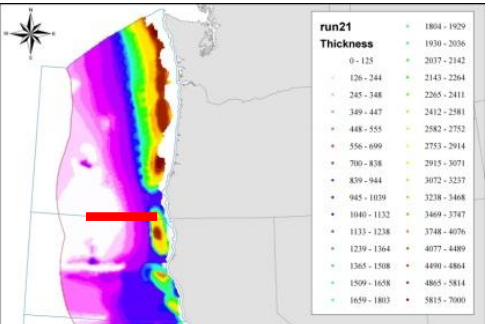 N
W
E
S
run21
Thickness
0 - 125
126 - 244
245 - 348
349 - 447
448 - 555
556 - 699
700 - 838
839 - 944
945 - 1039
1040 - 1132
1133 - 1238
1239 - 1364
1365 - 1508
1509 - 1658
1659 - 1803
1804 - 1929
1930 - 2036
2037 - 2142
2143 - 2264
2265 - 2411
2412 - 2581
2582 - 2752
2753 - 2914
2915 - 3071
3072 - 3237
3238 - 3468
3469 - 3747
3748 - 4076
4077 - 4489
4490 - 4864
4865 - 5814
5815 - 7000